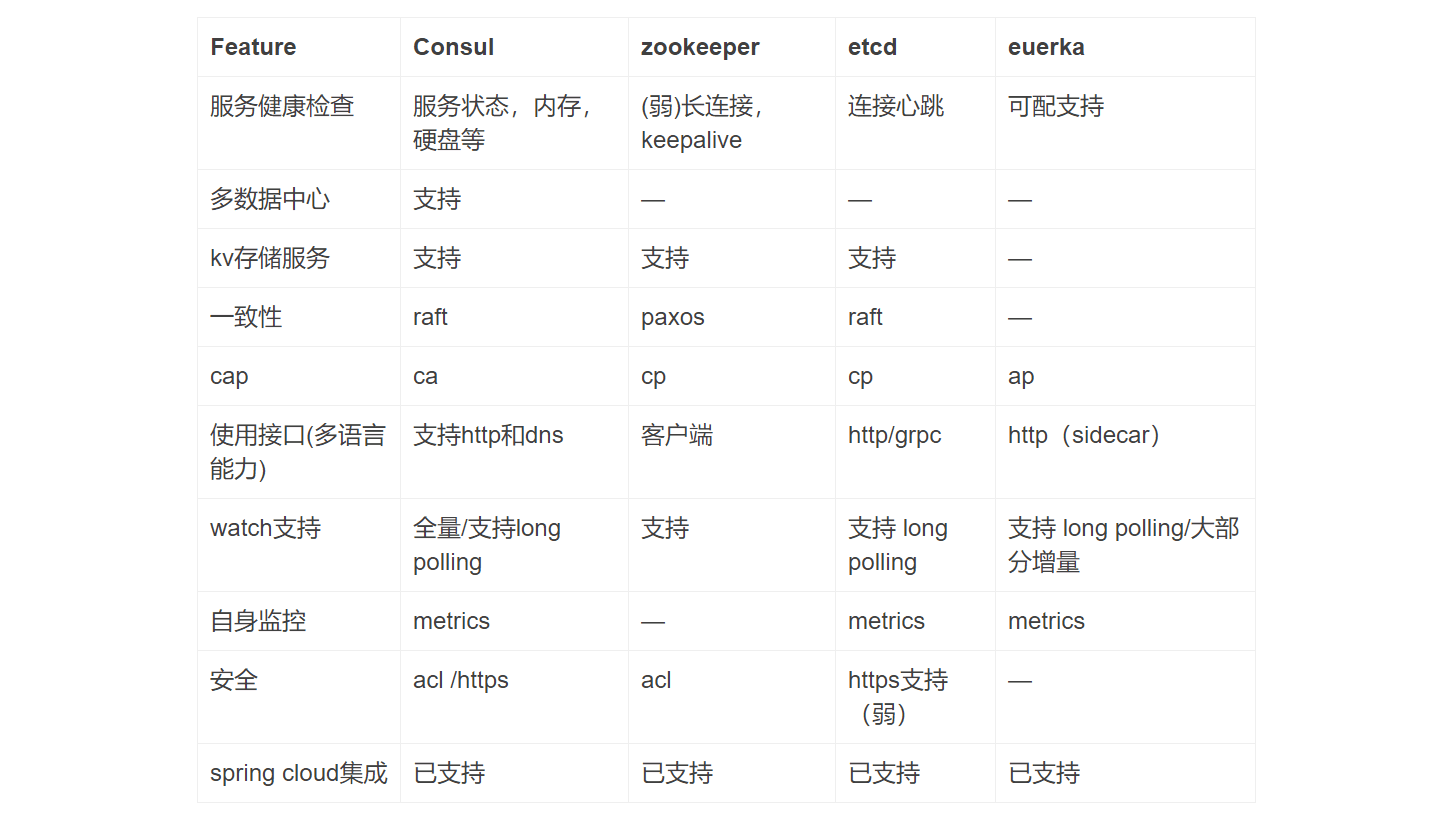 Feature Consul zookeeper etcd euerka
服务健康检查 服务状态，内存， (弱)长连接， 连接心跳 可配支持
硬盘等 keepalive
多数据中心 支持 — — —
kv存储服务 支持 支持 支持 —
一致性 raft paxos raft —
cap ca cp cp ap
使用接口(多语言 支持http和dns 客户端 http/grpc http（sidecar）
能力)
watch支持 全量/支持long 支持 支持 long 支持 long polling/大部
polling polling 分增量
自身监控 metrics — metrics metrics
安全 acl /https acl https支持 —
（弱）
spring cloud集成 已支持 已支持 已支持 已支持